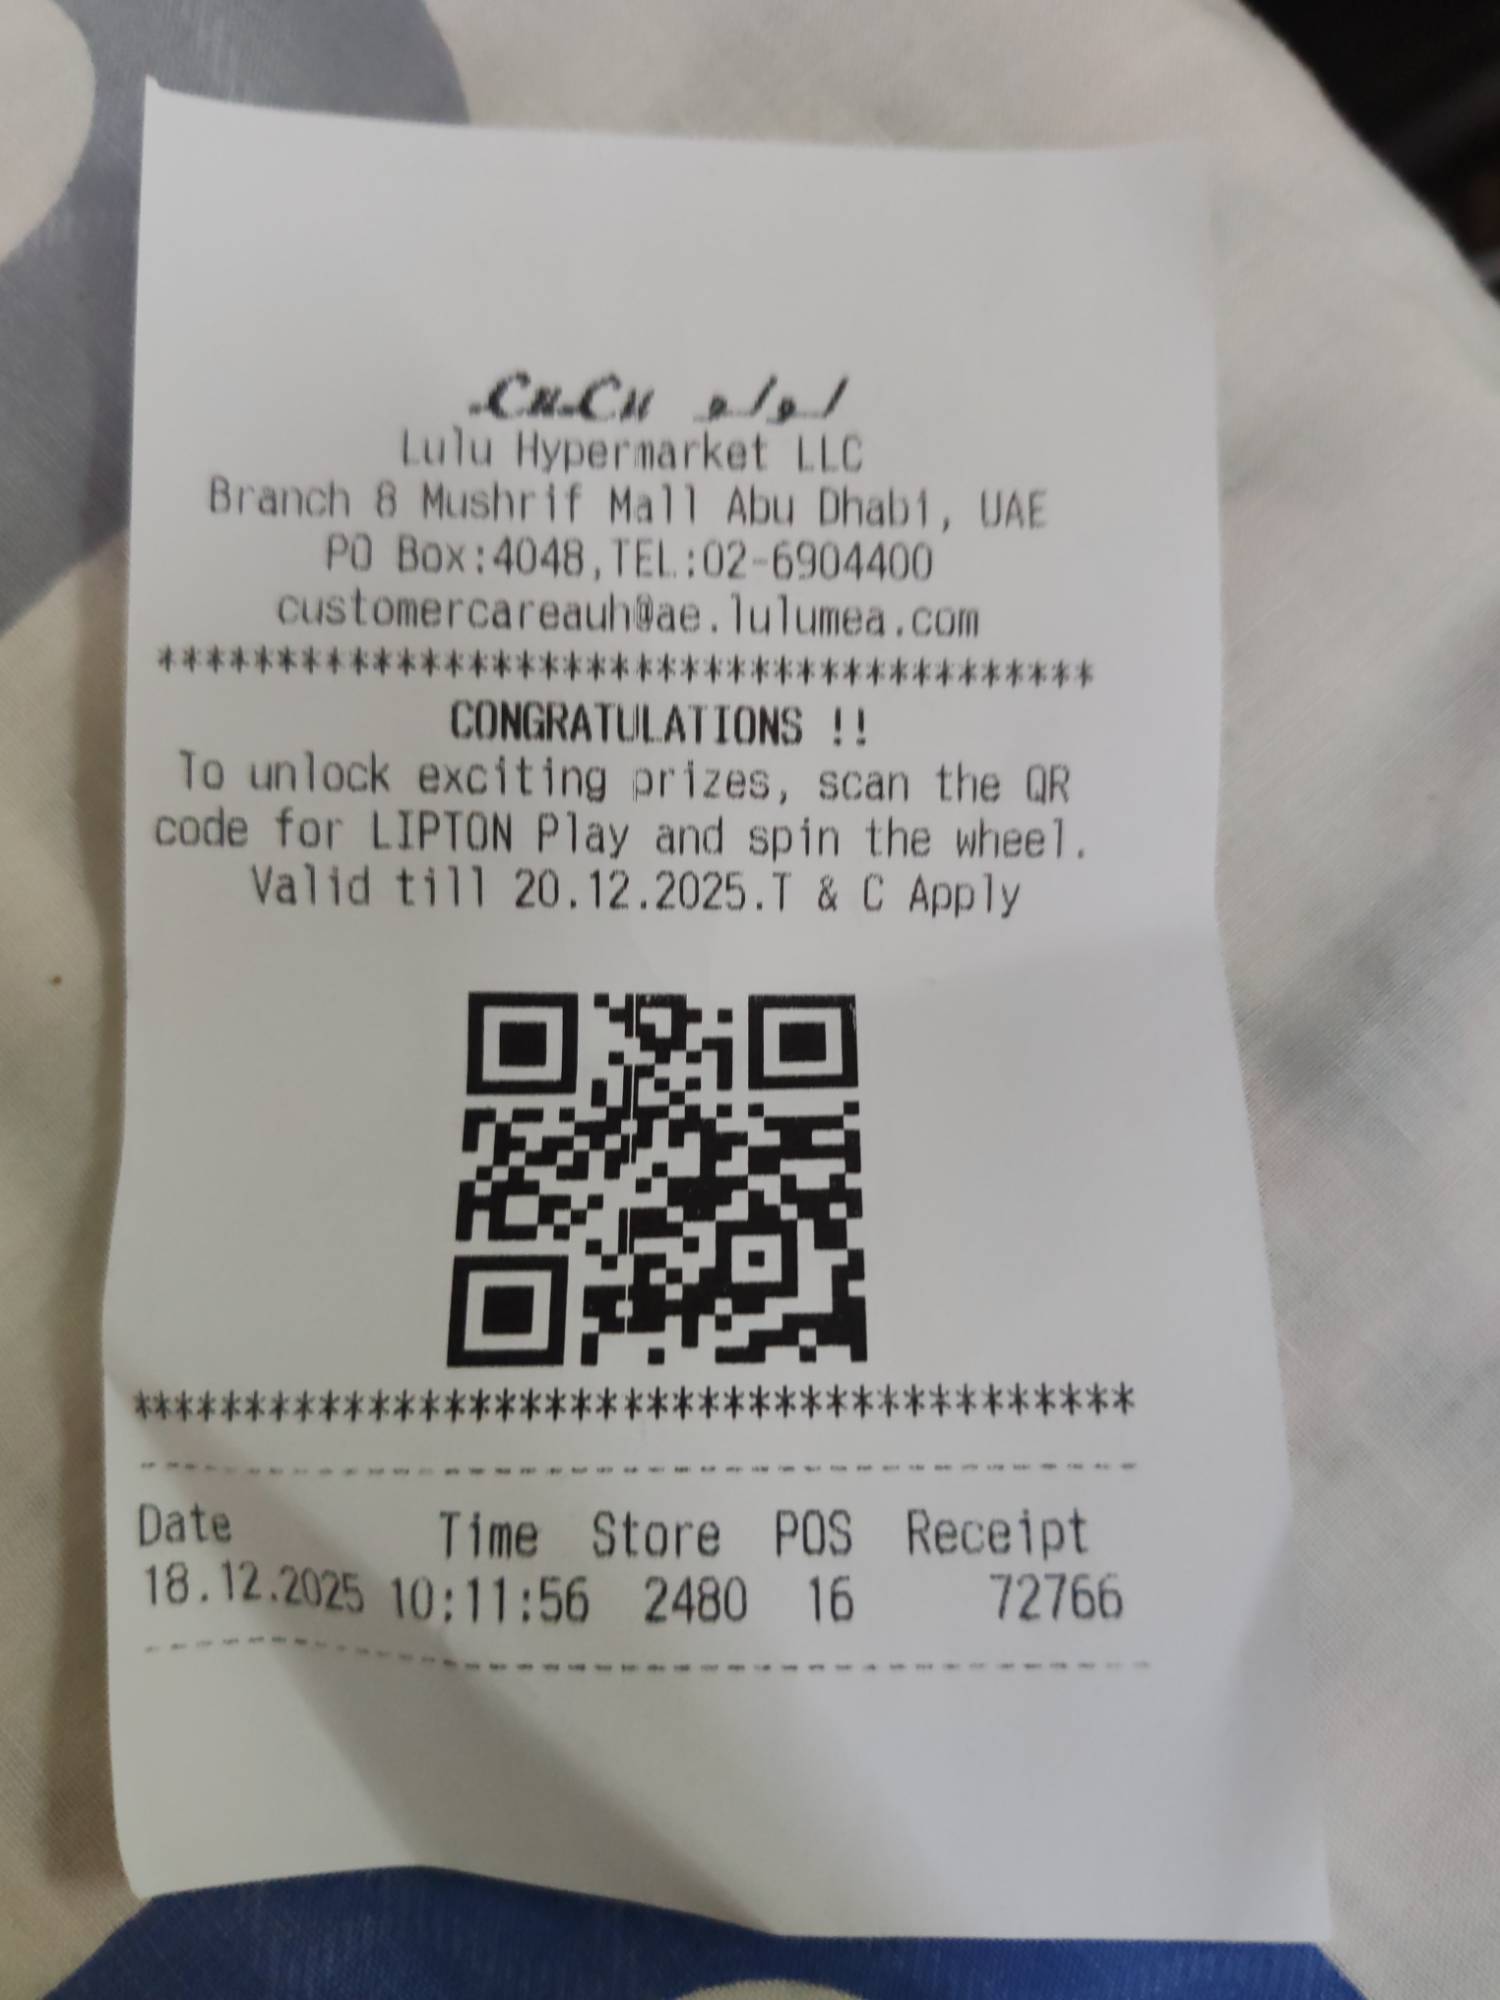 LuLu لولو
Lulu Hypermarket LLC
Branch 8 Mushrif Mall Abu Dhabi, UAE
PO Box:4048,TEL:02-6904400
customercareauh@ae.lulumea.com
****************************************
CONGRATULATIONS !!
To unlock exciting prizes, scan the QR
code for LIPTON Play and spin the wheel.
Valid till 20.12.2025.T & C Apply
****************************************
----------------------------------------
Date Time Store POS Receipt
18.12.2025 10:11:56 2480 16 72766
----------------------------------------